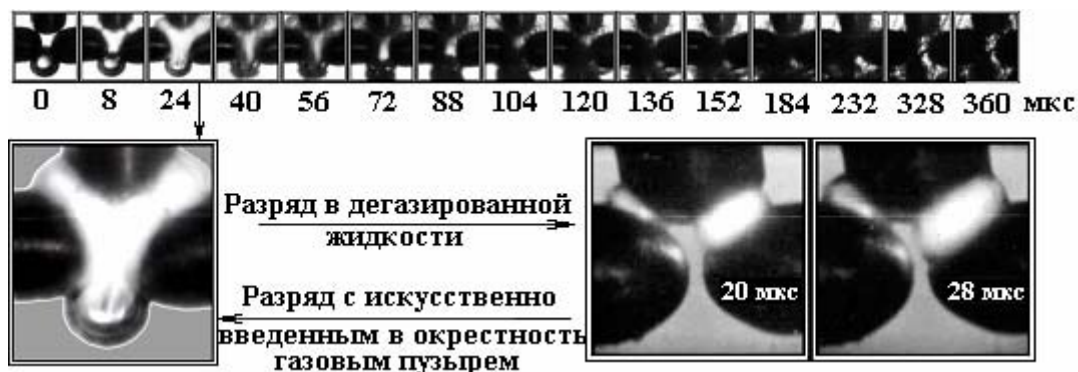 0 8 24 40 56 72 88 104 120 136 152 184 232 328 360 мкс
Разряд в дегазированной
жидкости
Разряд с искусственно
введенным в окрестность
газовым пузырем
20 мкс
28 мкс